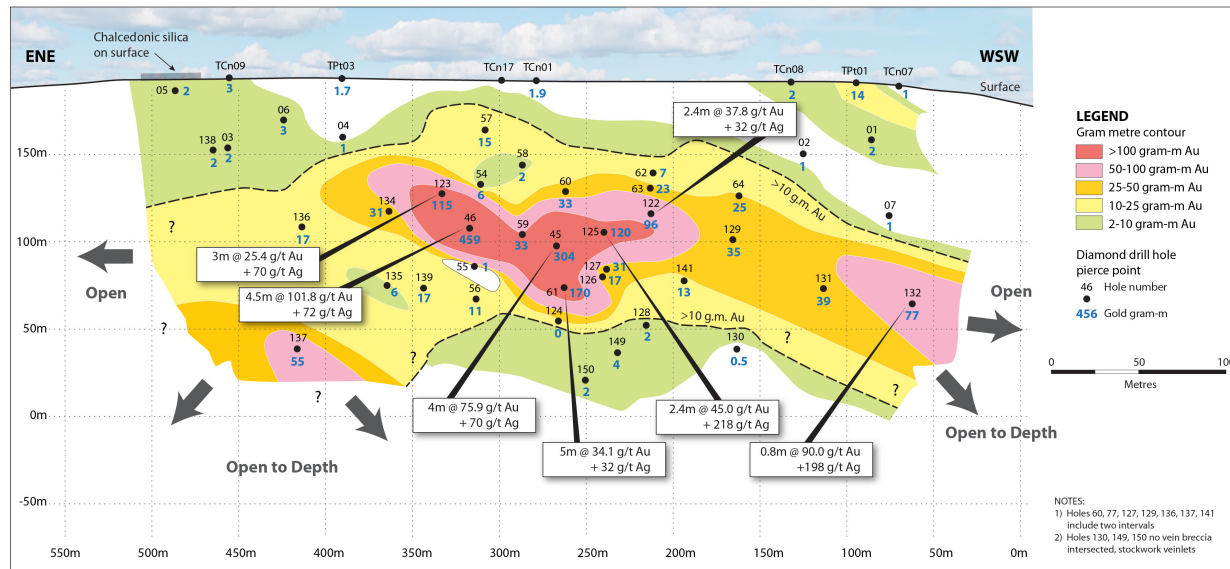 Chalcedonic silica
on surface
ENE
WSW
TCn09
3
TPt03
1.7
TCn17
TCn01
1.9
TCn08
2
TPt01
14
TCn07
1
Surface
05
2
06
3
04
1
138
2
03
2
57
15
58
2
54
6
62
7
63
23
60
33
64
25
02
1
01
2
07
1
2.4m @ 37.8 g/t Au
+ 32 g/t Ag
150m
100m
50m
0m
-50m
>10 g.m. Au
123
115
134
31
136
17
46
459
59
33
45
304
125
120
122
96
129
35
?
3m @ 25.4 g/t Au
+ 70 g/t Ag
4.5m @ 101.8 g/t Au
+ 72 g/t Ag
55
1
135
6
139
17
56
11
61
170
127
31
126
17
141
13
131
39
132
77
124
0
128
2
>10 g.m. Au
130
0.5
149
4
150
2
137
55
?
?
?
?
?
Open
Open
Open to Depth
Open to Depth
4m @ 75.9 g/t Au
+ 70 g/t Ag
5m @ 34.1 g/t Au
+ 32 g/t Ag
2.4m @ 45.0 g/t Au
+ 218 g/t Ag
0.8m @ 90.0 g/t Au
+198 g/t Ag
550m
500m
450m
400m
350m
300m
250m
200m
150m
100m
50m
0m
LEGEND
Gram metre contour
>100 gram-m Au
50-100 gram-m Au
25-50 gram-m Au
10-25 gram-m Au
2-10 gram-m Au
Diamond drill hole
pierce point
46 Hole number
456 Gold gram-m
0 50 100
Metres
NOTES:
1) Holes 60, 77, 127, 129, 136, 137, 141
include two intervals
2) Holes 130, 149, 150 no vein breccia
intersected, stockwork veinlets